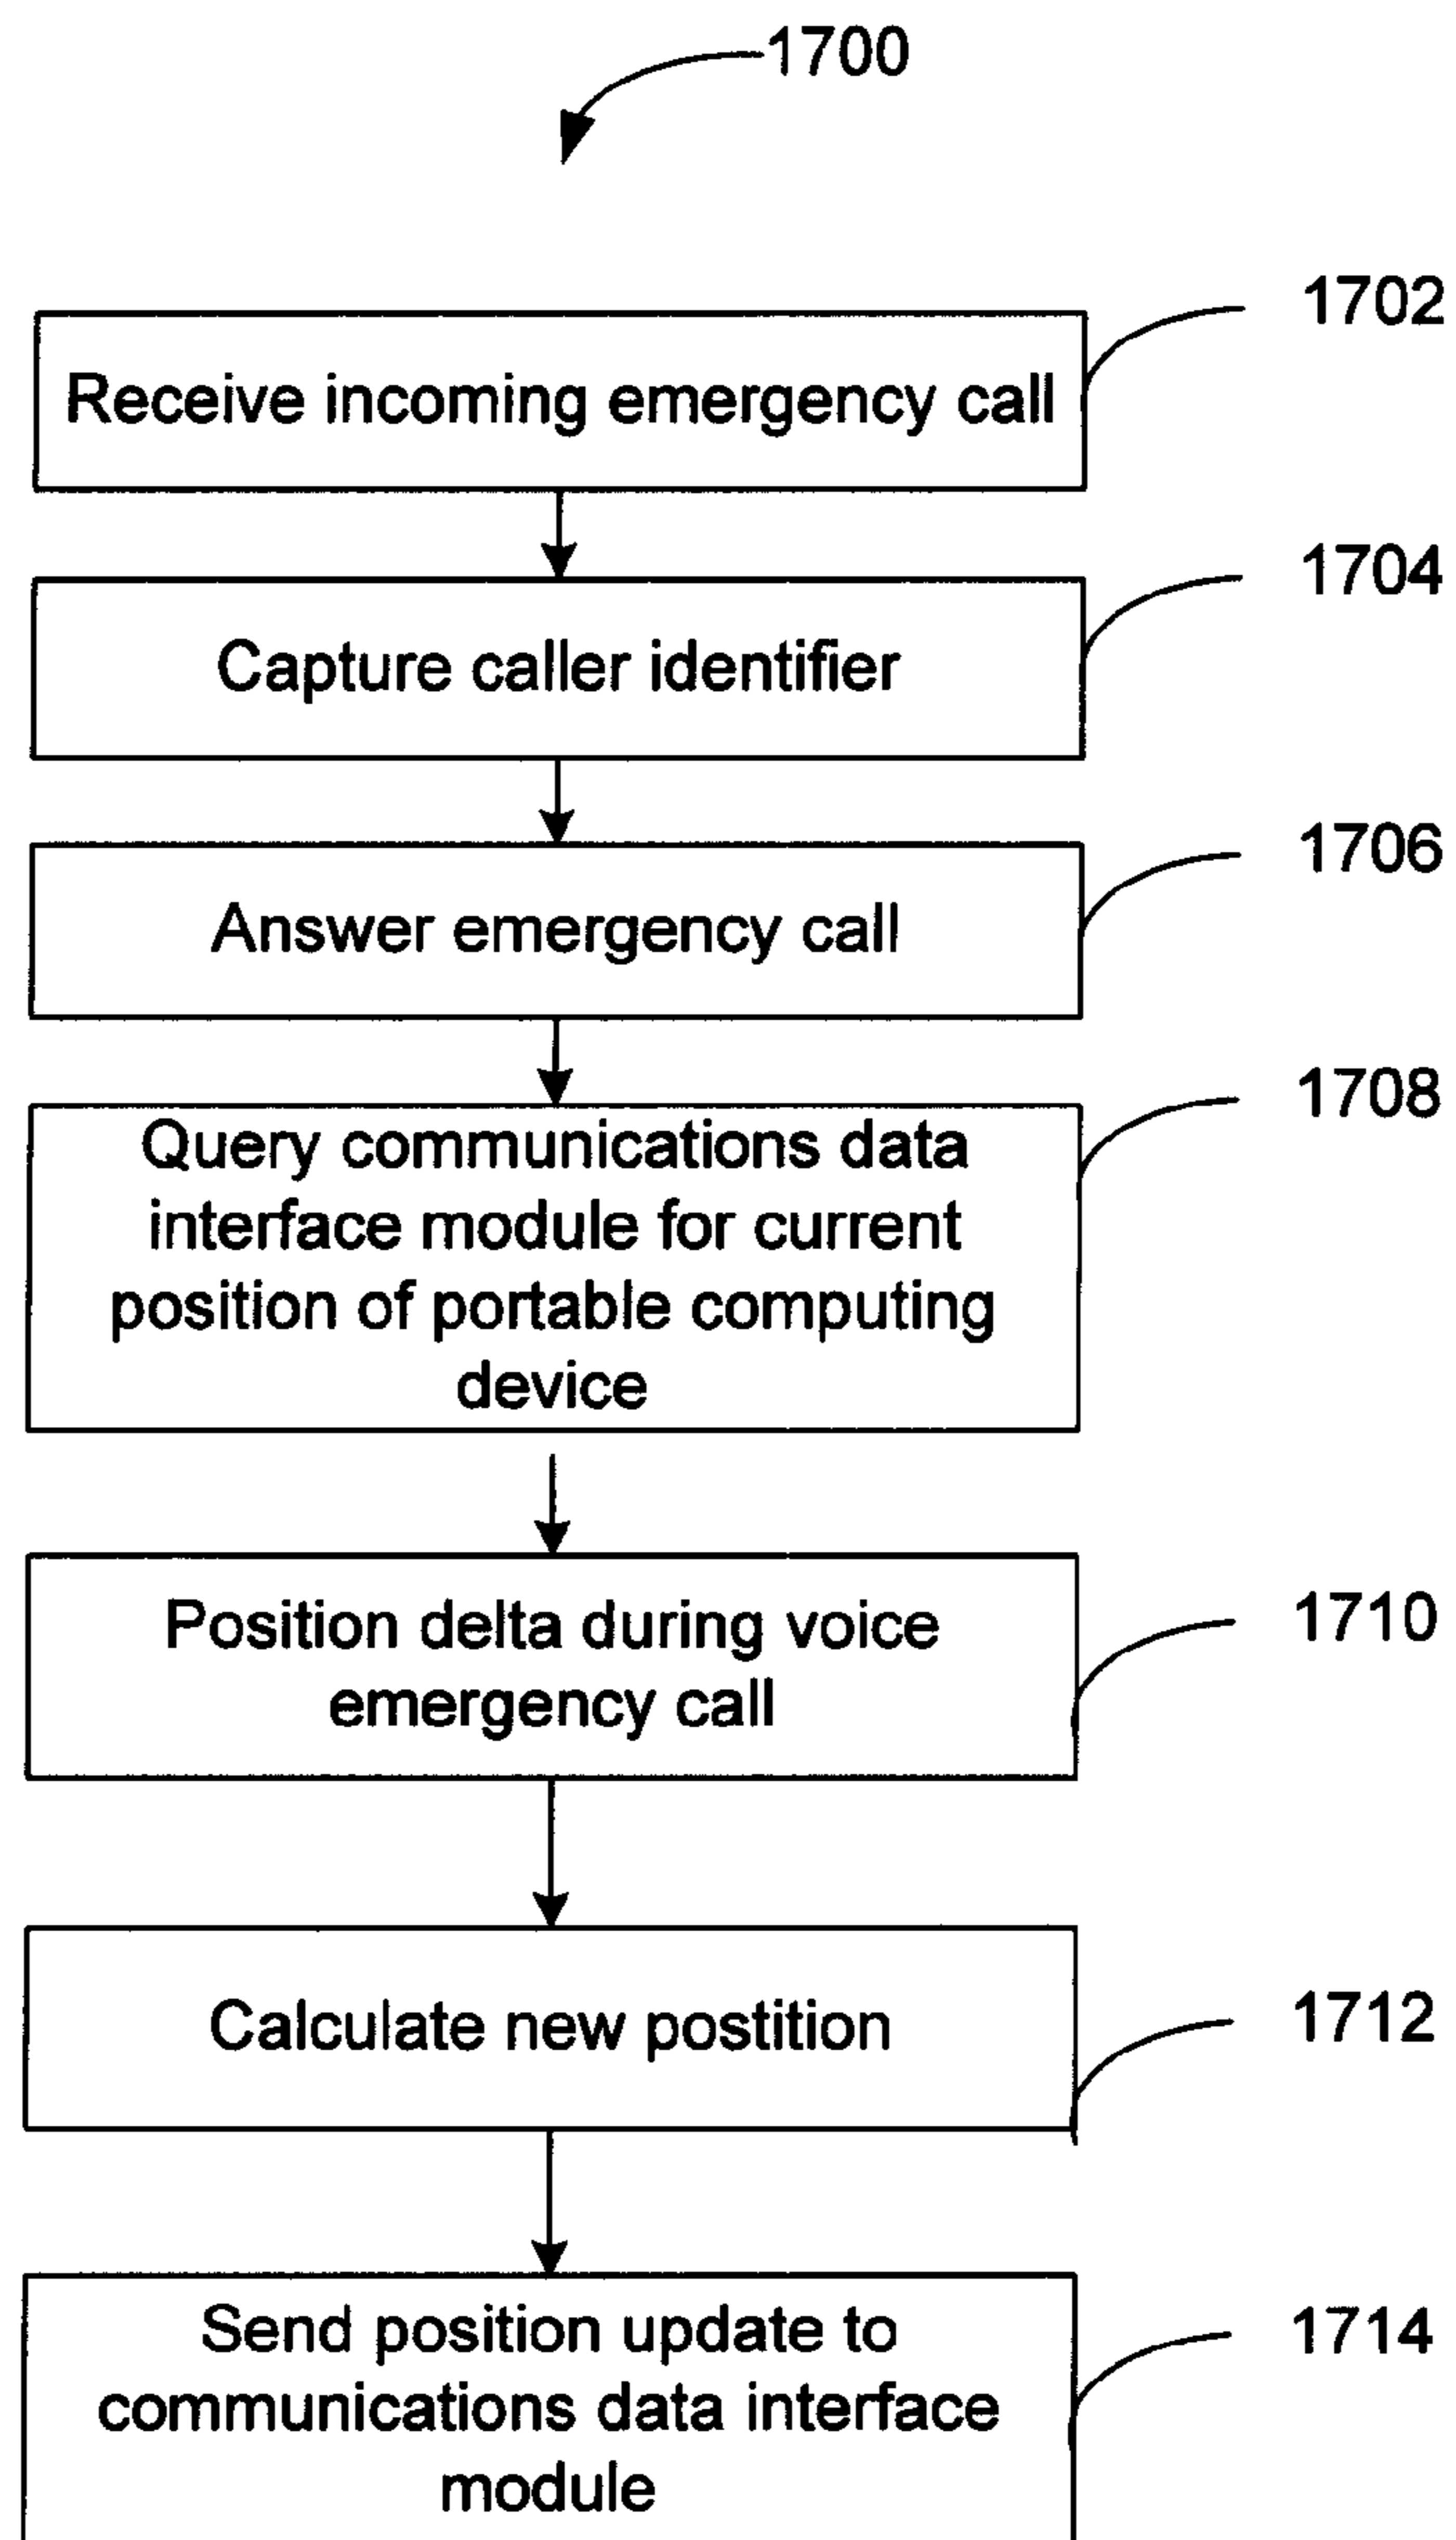 1700
1702
Receive incoming emergency call
1704
Capture caller identifier
1706
Answer emergency call
1708
Query communications data
interface module for current
position of portable computing
device
1710
Position delta during voice
emergency call
1712
Calculate new postition
1714
Send position update to
communications data interface
module